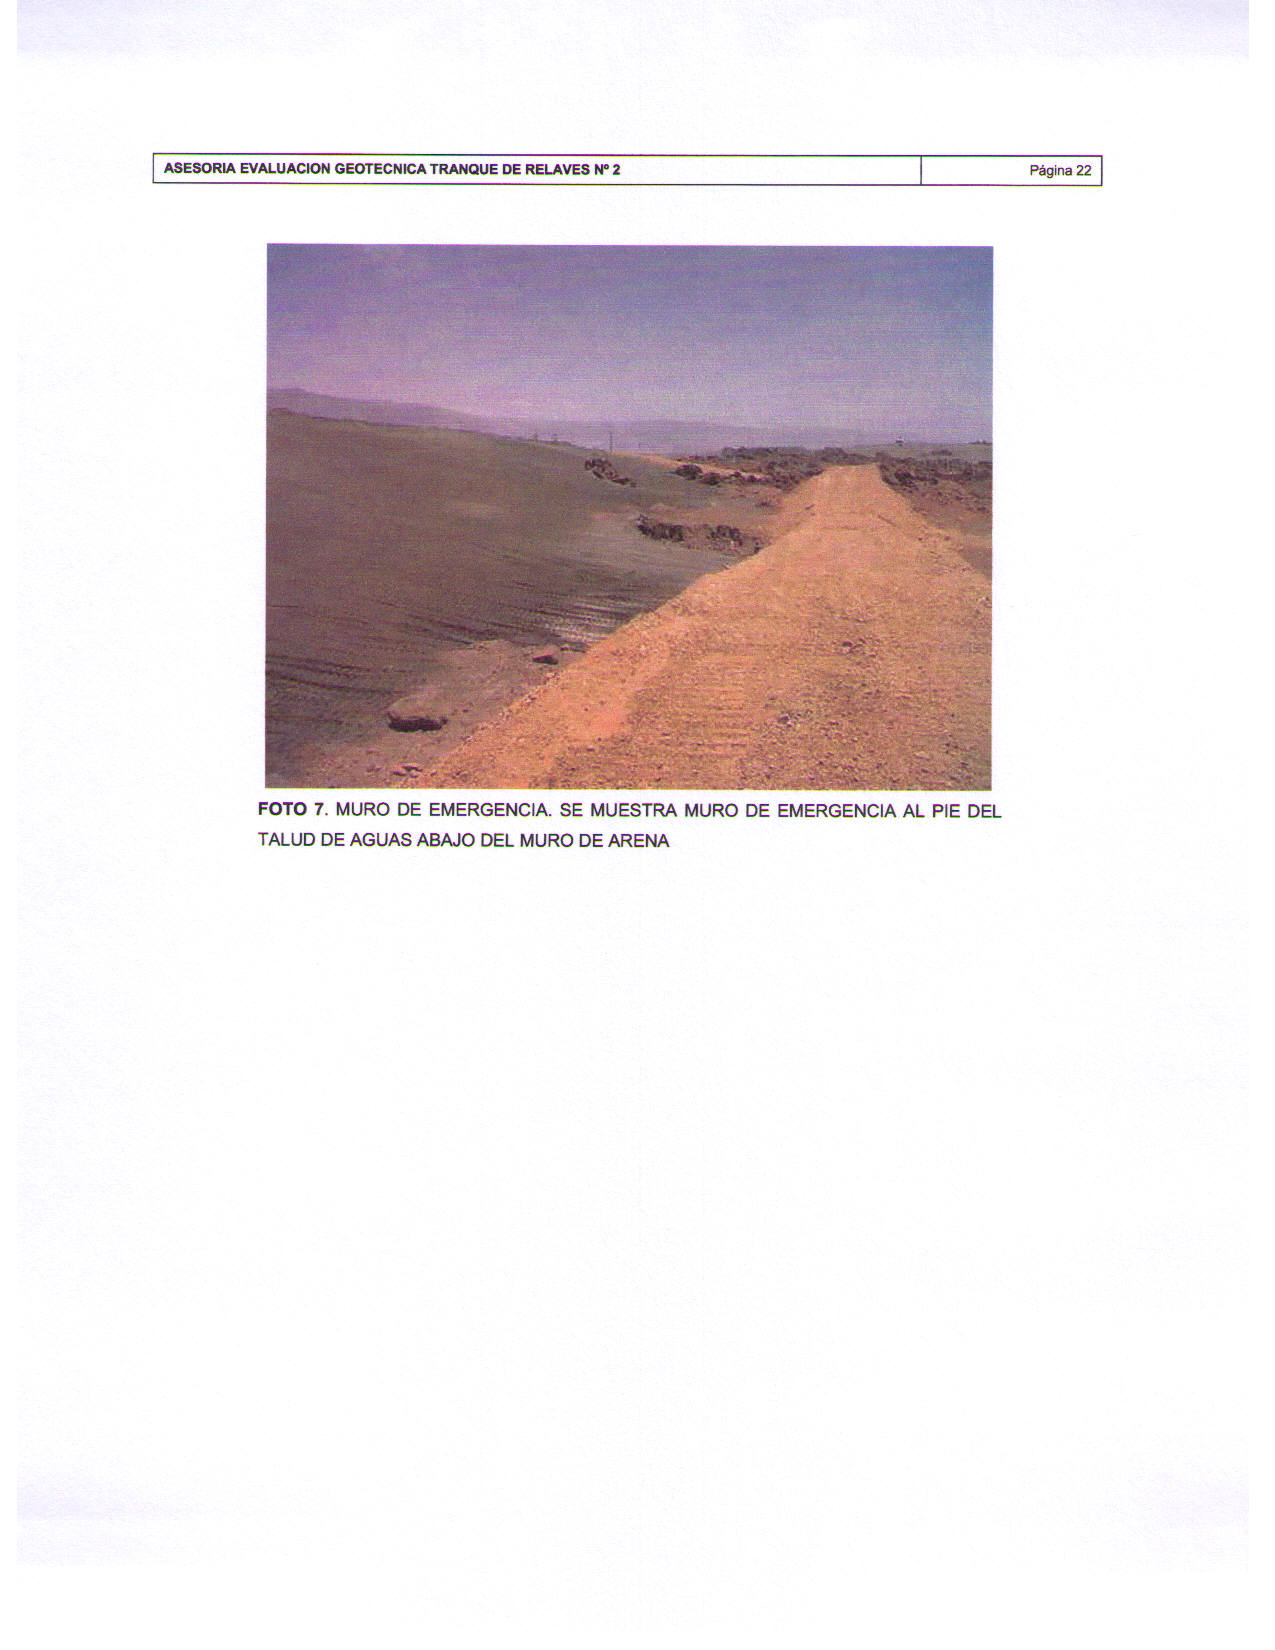 ASESORIA EVALUACION GEOTECNICA TRANQUE DE RELAVES Nº 2
Página 22
FOTO 7. MURO DE EMERGENCIA. SE MUESTRA MURO DE EMERGENCIA AL PIE DEL
TALUD DE AGUAS ABAJO DEL MURO DE ARENA